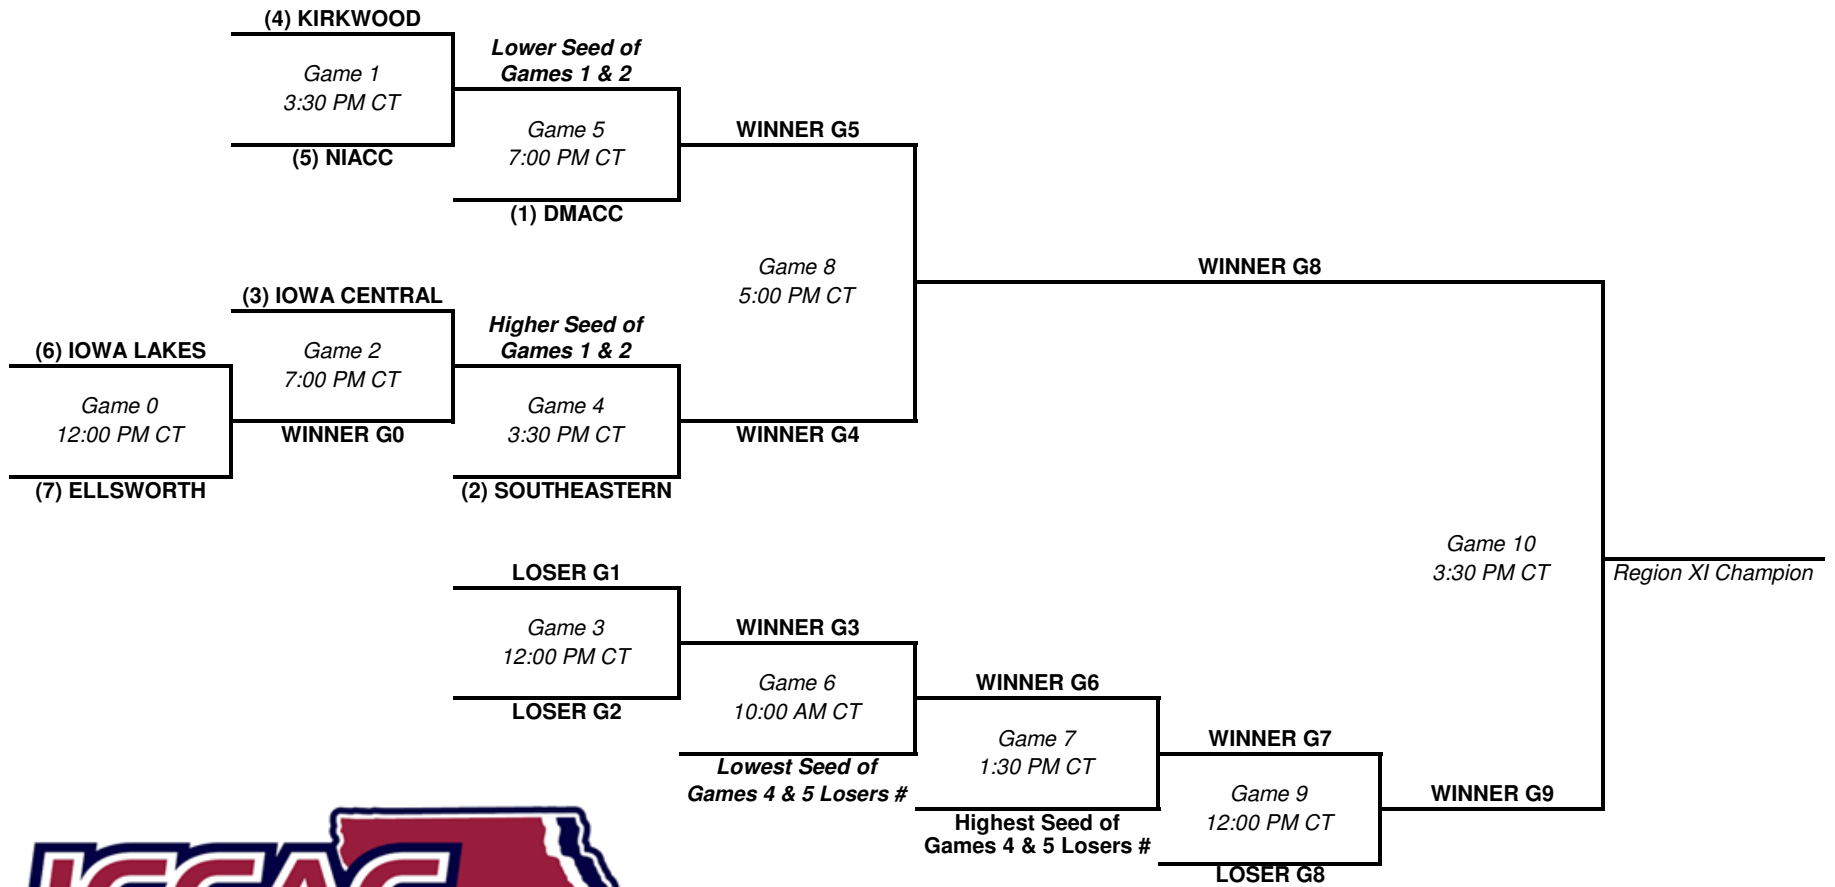 (4) KIRKWOOD
Game 1
3:30 PM CT
(5) NIACC
Lower Seed of
Games 1 & 2
Game 5
7:00 PM CT
(1) DMACC
WINNER G5
Game 8
5:00 PM CT
WINNER G8
(3) IOWA CENTRAL
Game 2
7:00 PM CT
WINNER G0
(6) IOWA LAKES
Game 0
12:00 PM CT
(7) ELLSWORTH
Higher Seed of
Games 1 & 2
Game 4
3:30 PM CT
(2) SOUTHEASTERN
WINNER G4
Game 10
3:30 PM CT
Region XI Champion
LOSER G1
Game 3
12:00 PM CT
LOSER G2
WINNER G3
Game 6
10:00 AM CT
Lowest Seed of
Games 4 & 5 Losers #
WINNER G6
Game 7
1:30 PM CT
Highest Seed of
Games 4 & 5 Losers #
WINNER G7
Game 9
12:00 PM CT
LOSER G8
WINNER G9
ICCAC